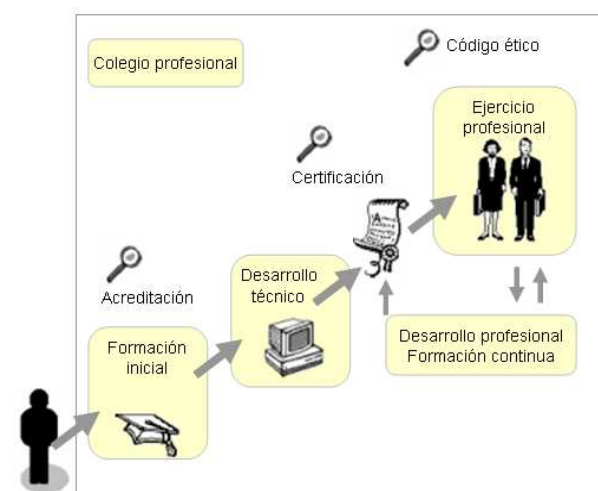 Colegio profesional
Código ético
Ejercicio
profesional
Certificación
Acreditación
Desarrollo
técnico
Formación
inicial
Desarrollo profesional
Formación continua